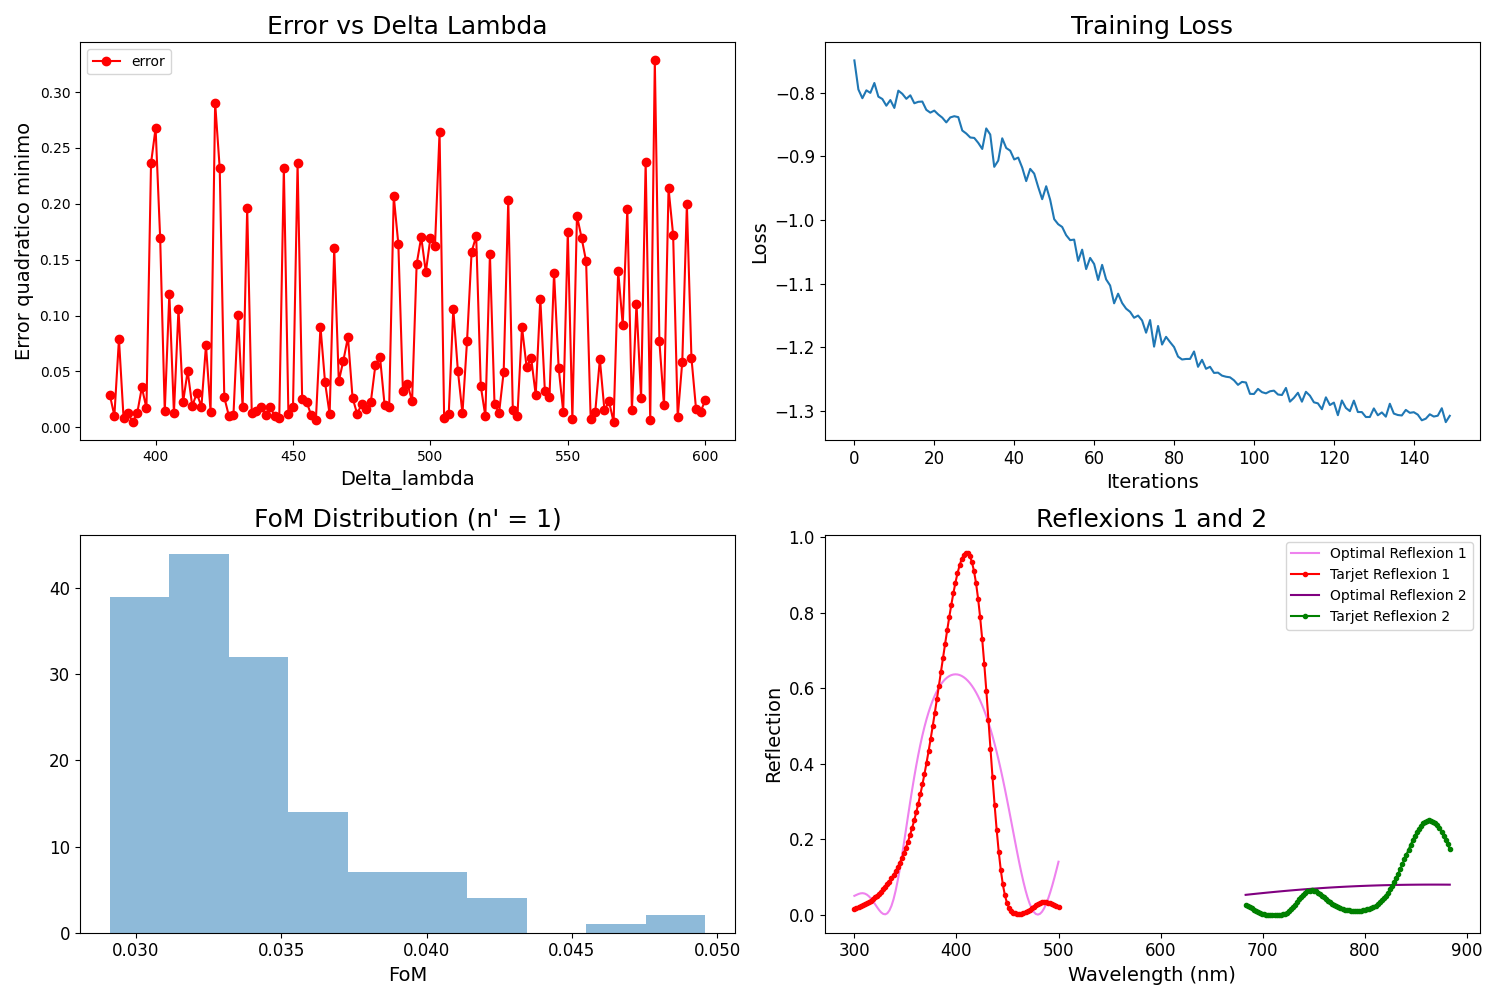 Error vs Delta Lambda
error
Error quadratico minimo
0.30
0.25
0.20
0.15
0.10
0.05
0.00
400 450 500 550 600
Delta_lambda
Training Loss
Loss
−0.8
−0.9
−1.0
−1.1
−1.2
−1.3
0 20 40 60 80 100 120 140
Iterations
FoM Distribution (n' = 1)
40
30
20
10
0
0.030 0.035 0.040 0.045 0.050
FoM
Reflexions 1 and 2
Optimal Reflexion 1
Tarjet Reflexion 1
Optimal Reflexion 2
Tarjet Reflexion 2
Reflection
1.0
0.8
0.6
0.4
0.2
0.0
300 400 500 600 700 800 900
Wavelength (nm)